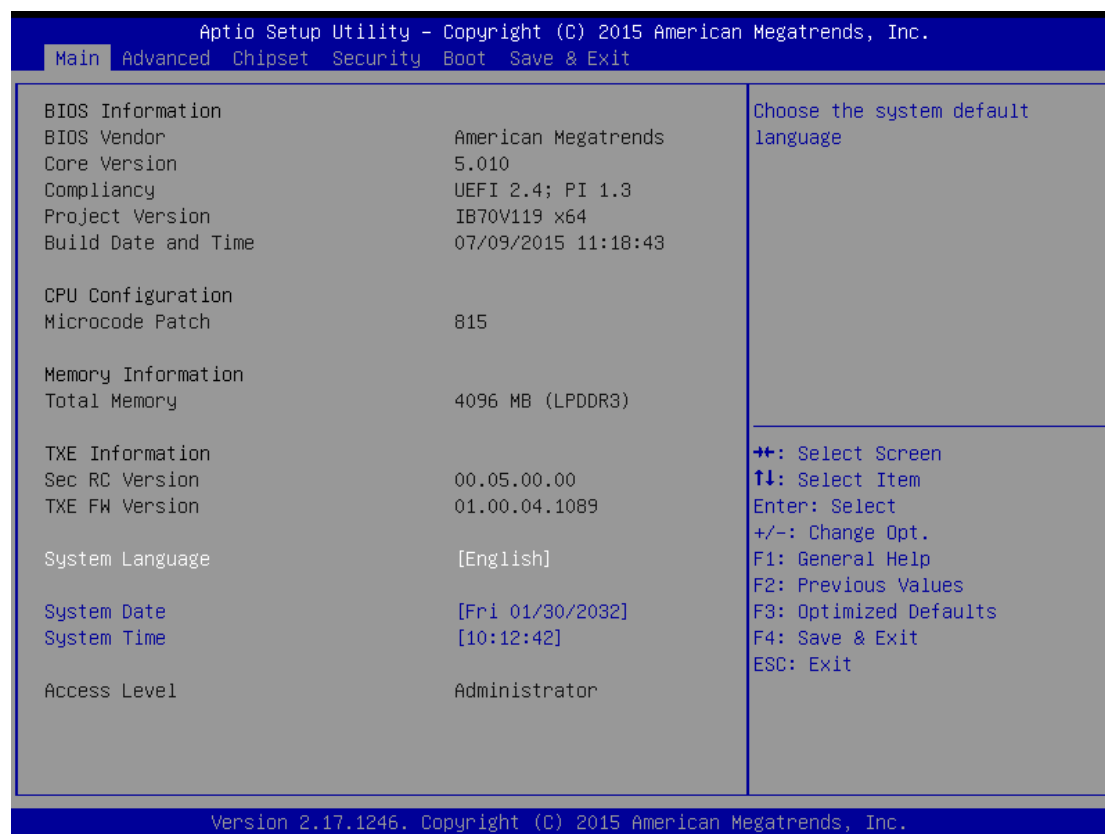 Aptio Setup Utility – Copyright (C) 2015 American Megatrends, Inc.
Main Advanced Chipset Security Boot Save & Exit
BIOS Information
BIOS Vendor American Megatrends
Core Version 5.010
Compliancy UEFI 2.4; PI 1.3
Project Version IB70V119 x64
Build Date and Time 07/09/2015 11:18:43
CPU Configuration
Microcode Patch 815
Memory Information
Total Memory 4096 MB (LPDDR3)
TXE Information
Sec RC Version 00.05.00.00
TXE FW Version 01.00.04.1089
System Language [English]
System Date [Fri 01/30/2032]
System Time [10:12:42]
Access Level Administrator
Choose the system default
language
→←: Select Screen
↑↓: Select Item
Enter: Select
+/-: Change Opt.
F1: General Help
F2: Previous Values
F3: Optimized Defaults
F4: Save & Exit
ESC: Exit
Version 2.17.1246. Copyright (C) 2015 American Megatrends, Inc.